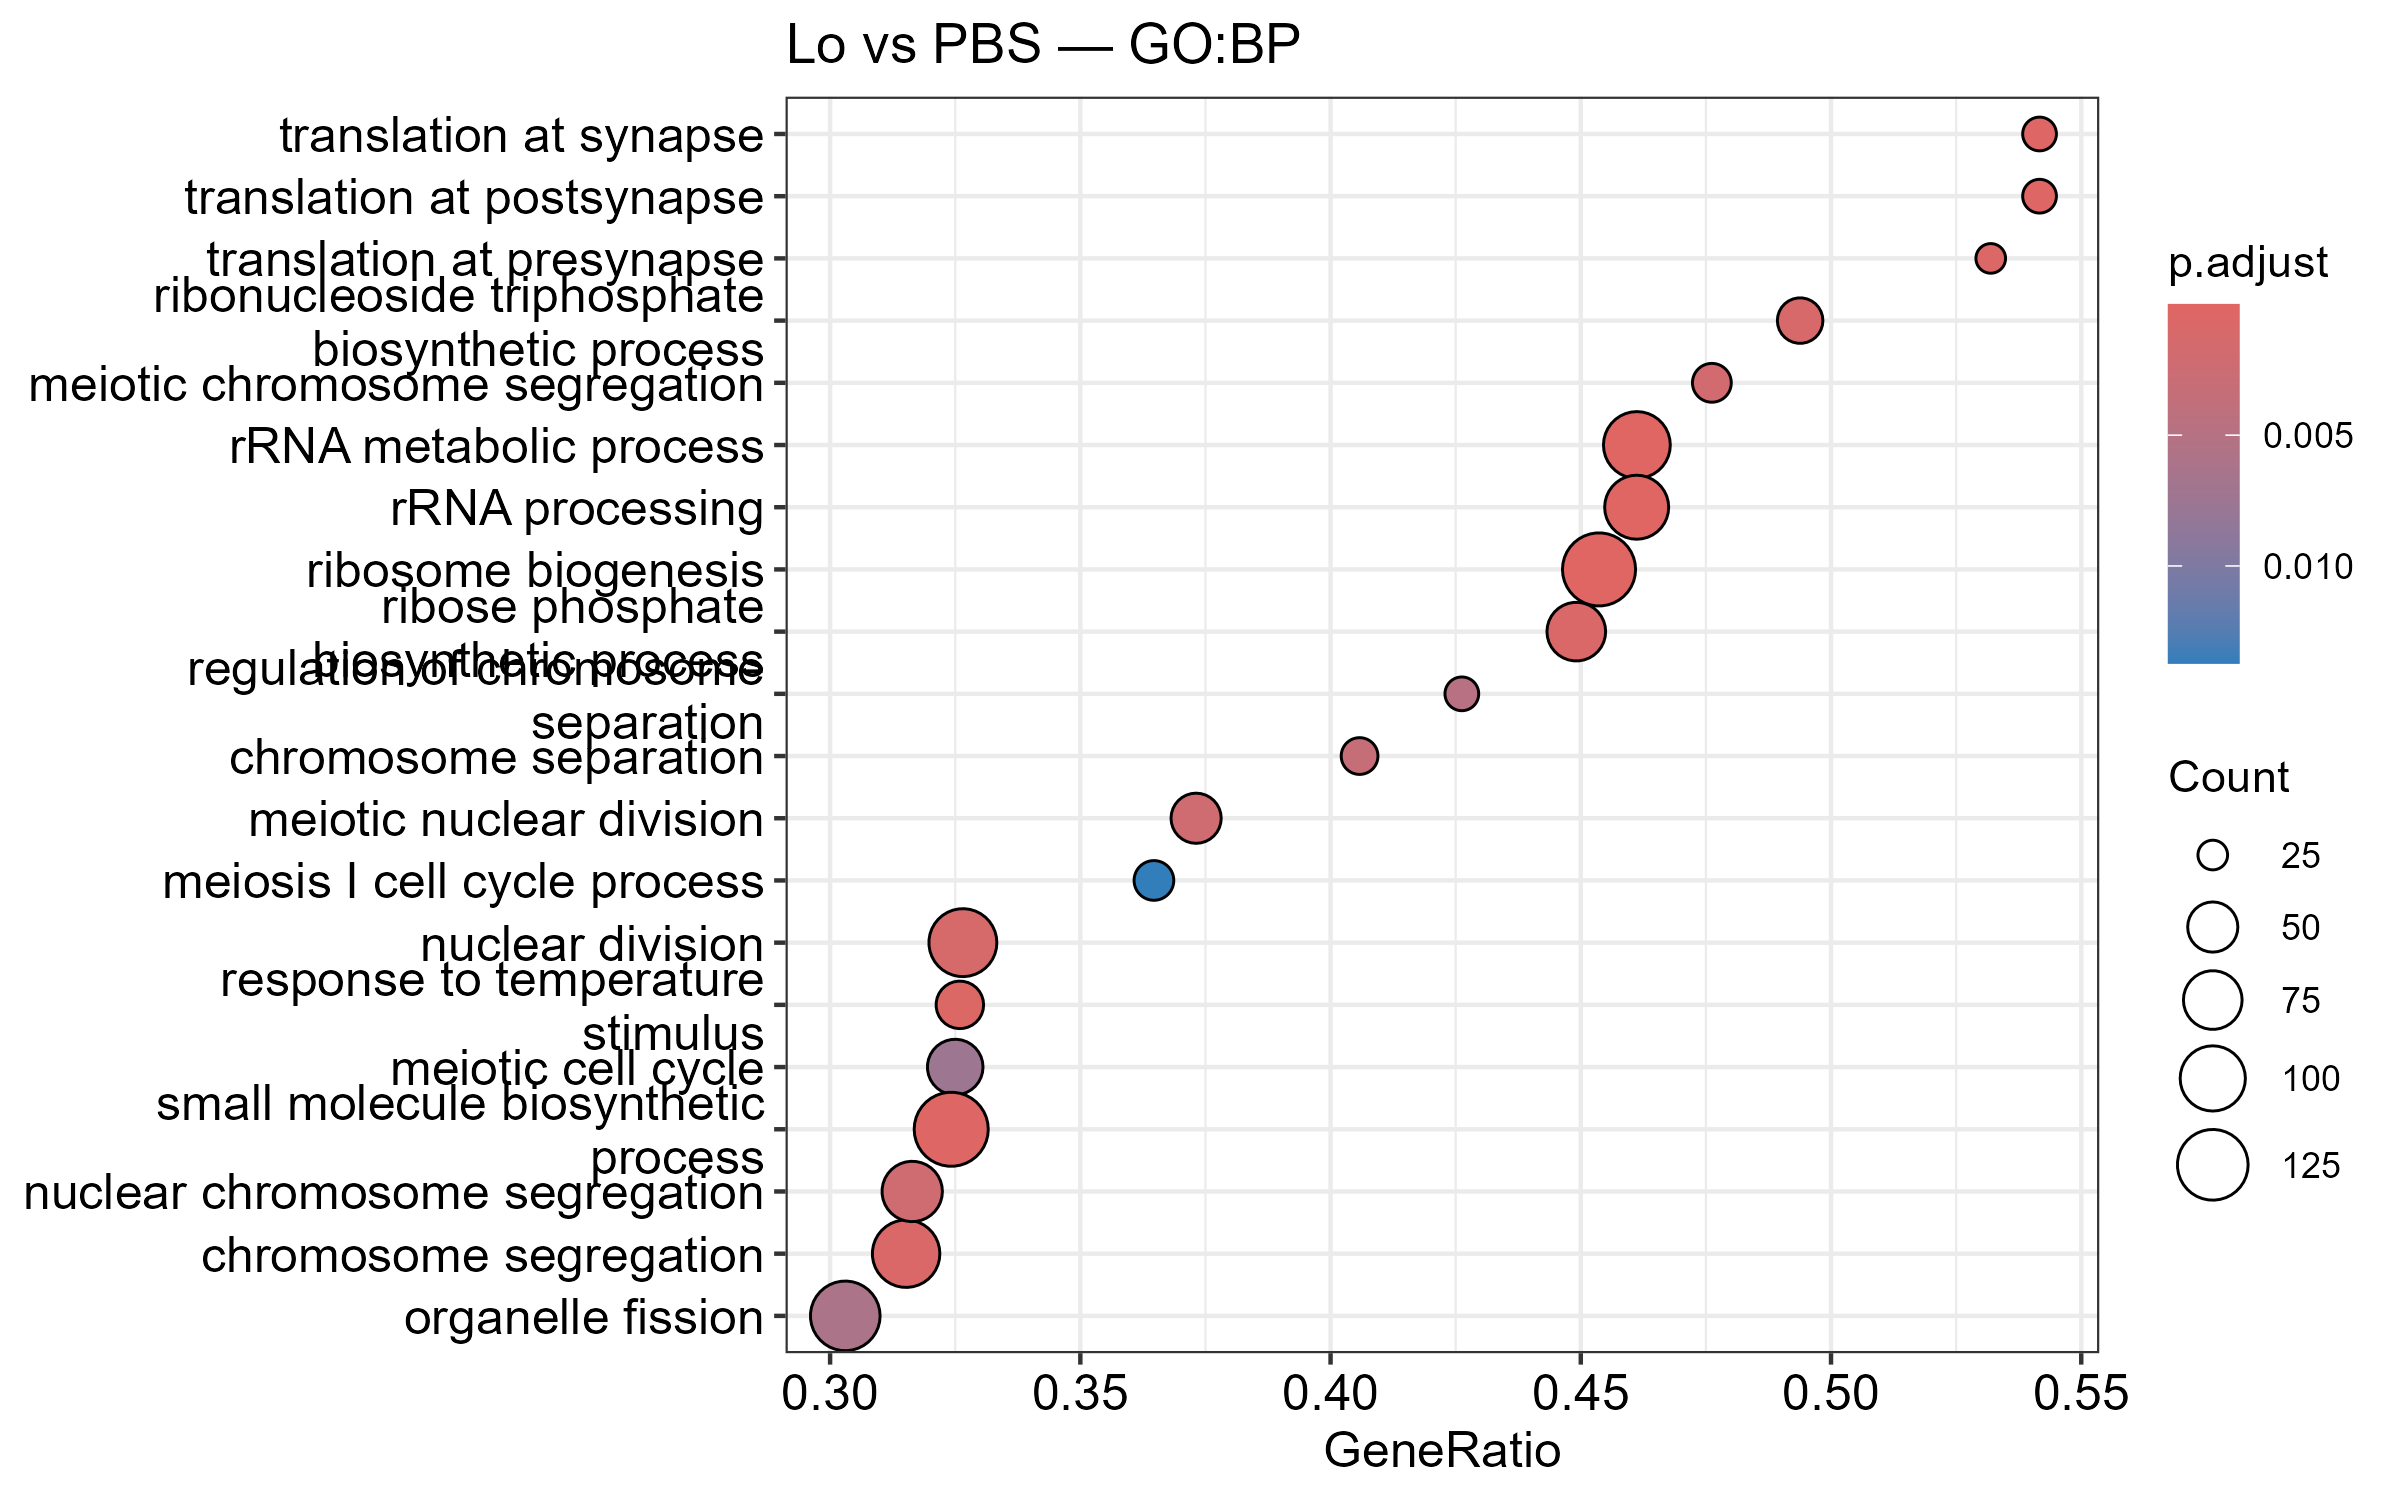 Lo vs PBS — GO:BP
translation at synapse
translation at postsynapse
translation at presynapse
ribonucleoside triphosphate
biosynthetic process
meiotic chromosome segregation
rRNA metabolic process
rRNA processing
ribosome biogenesis
ribose phosphate
biosynthetic process
regulation of chromosome
separation
chromosome separation
meiotic nuclear division
meiosis I cell cycle process
nuclear division
response to temperature
stimulus
meiotic cell cycle
small molecule biosynthetic
process
nuclear chromosome segregation
chromosome segregation
organelle fission
0.30 0.35 0.40 0.45 0.50 0.55
GeneRatio
p.adjust
0.005
0.010
Count
25
50
75
100
125